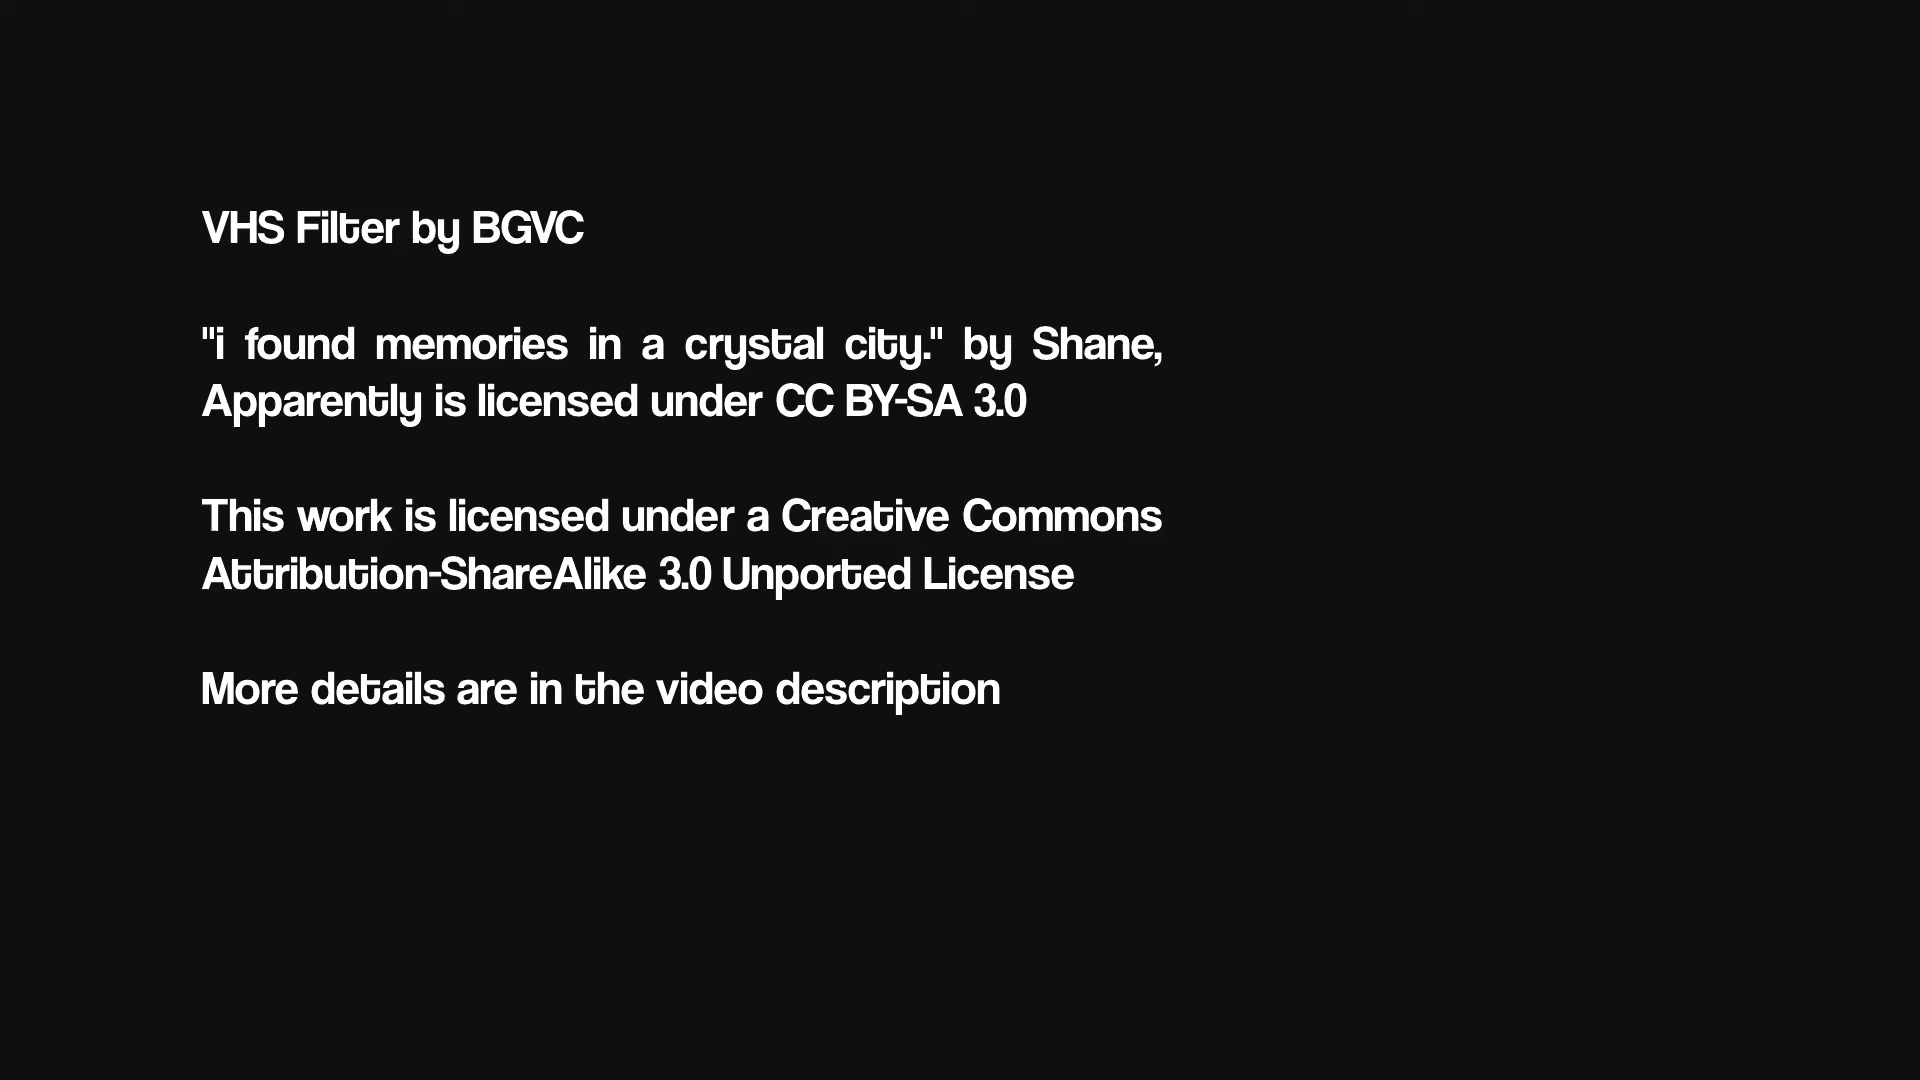 VHS Filter by BGVC
"i found memories in a crystal city." by Shane,
Apparently is licensed under CC BY-SA 3.0
This work is licensed under a Creative Commons
Attribution-ShareAlike 3.0 Unported License
More details are in the video description